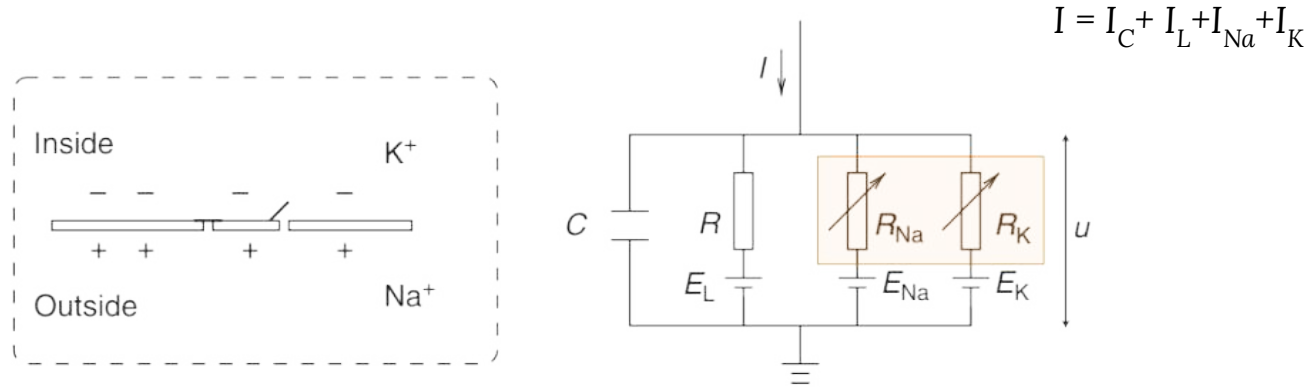 I = I_C + I_L + I_Na + I_K
I
Inside
K⁺
− − − −
C
R
R_Na
R_K
u
+ + + +
Outside
Na⁺
E_L
E_Na
E_K